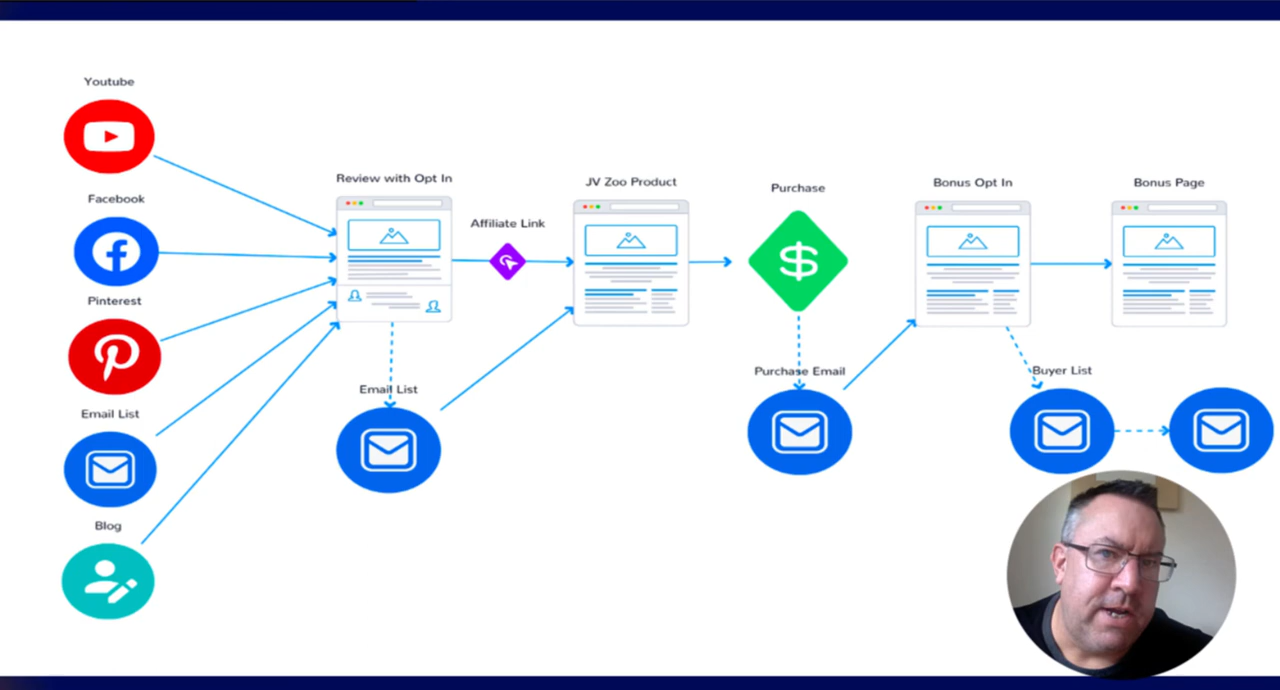 Youtube
Facebook
Pinterest
Email List
Blog
Review with Opt In
Affiliate Link
Email List
JV Zoo Product
Purchase
Purchase Email
Bonus Opt In
Buyer List
Bonus Page